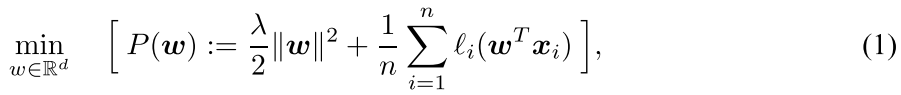 min_{w∈ℝ^d} [ P(𝒘) := λ/2 ‖𝒘‖² + 1/n ∑_{i=1}^{n} ℓ_i(𝒘^T 𝒙_i) ], (1)